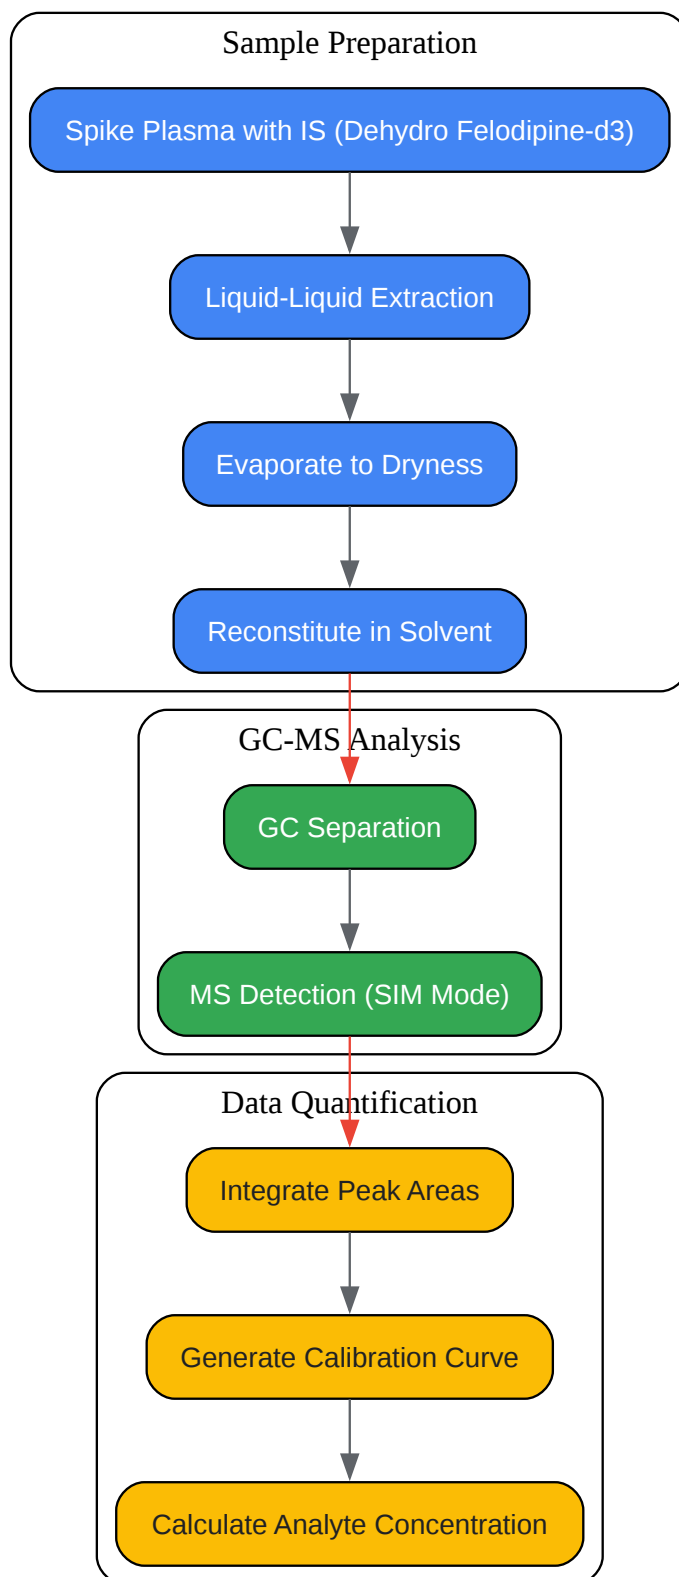 Sample Preparation
Spike Plasma with IS (Dehydro Felodipine-d3)
Liquid-Liquid Extraction
Evaporate to Dryness
Reconstitute in Solvent
GC-MS Analysis
GC Separation
MS Detection (SIM Mode)
Data Quantification
Integrate Peak Areas
Generate Calibration Curve
Calculate Analyte Concentration